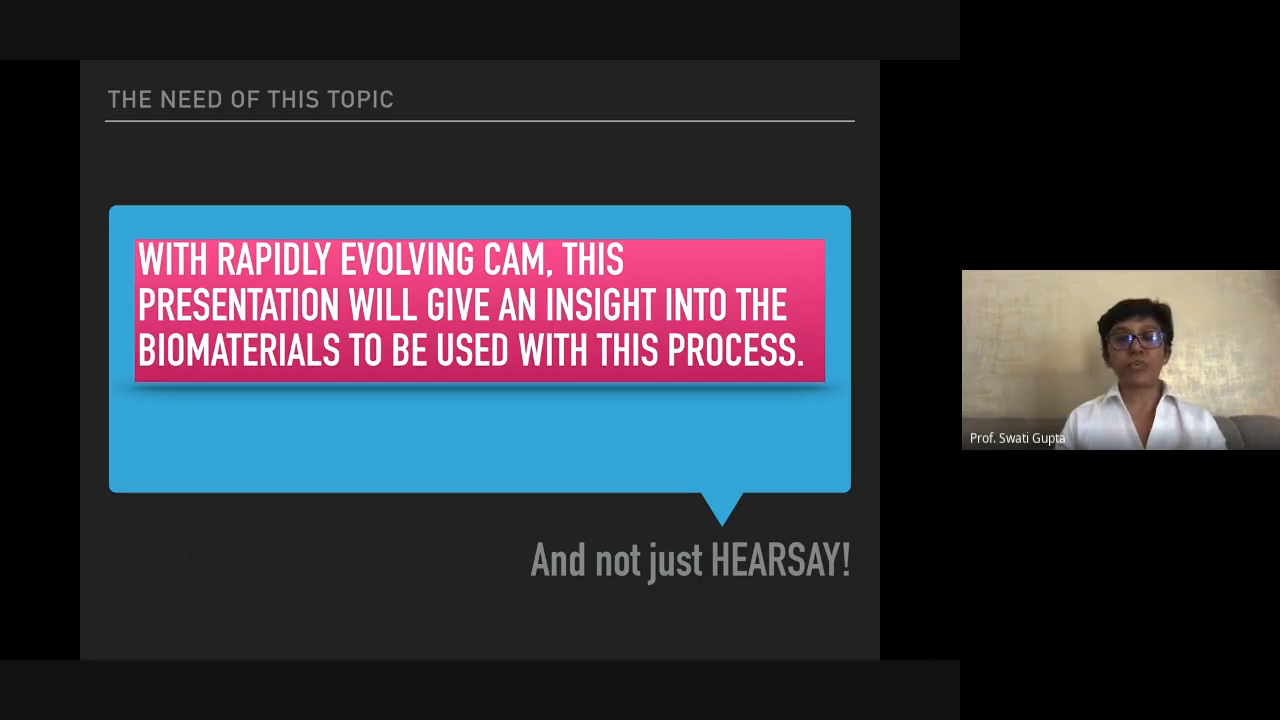 THE NEED OF THIS TOPIC
WITH RAPIDLY EVOLVING CAM, THIS
PRESENTATION WILL GIVE AN INSIGHT INTO THE
BIOMATERIALS TO BE USED WITH THIS PROCESS.
And not just HEARSAY!
Prof. Swati Gupta